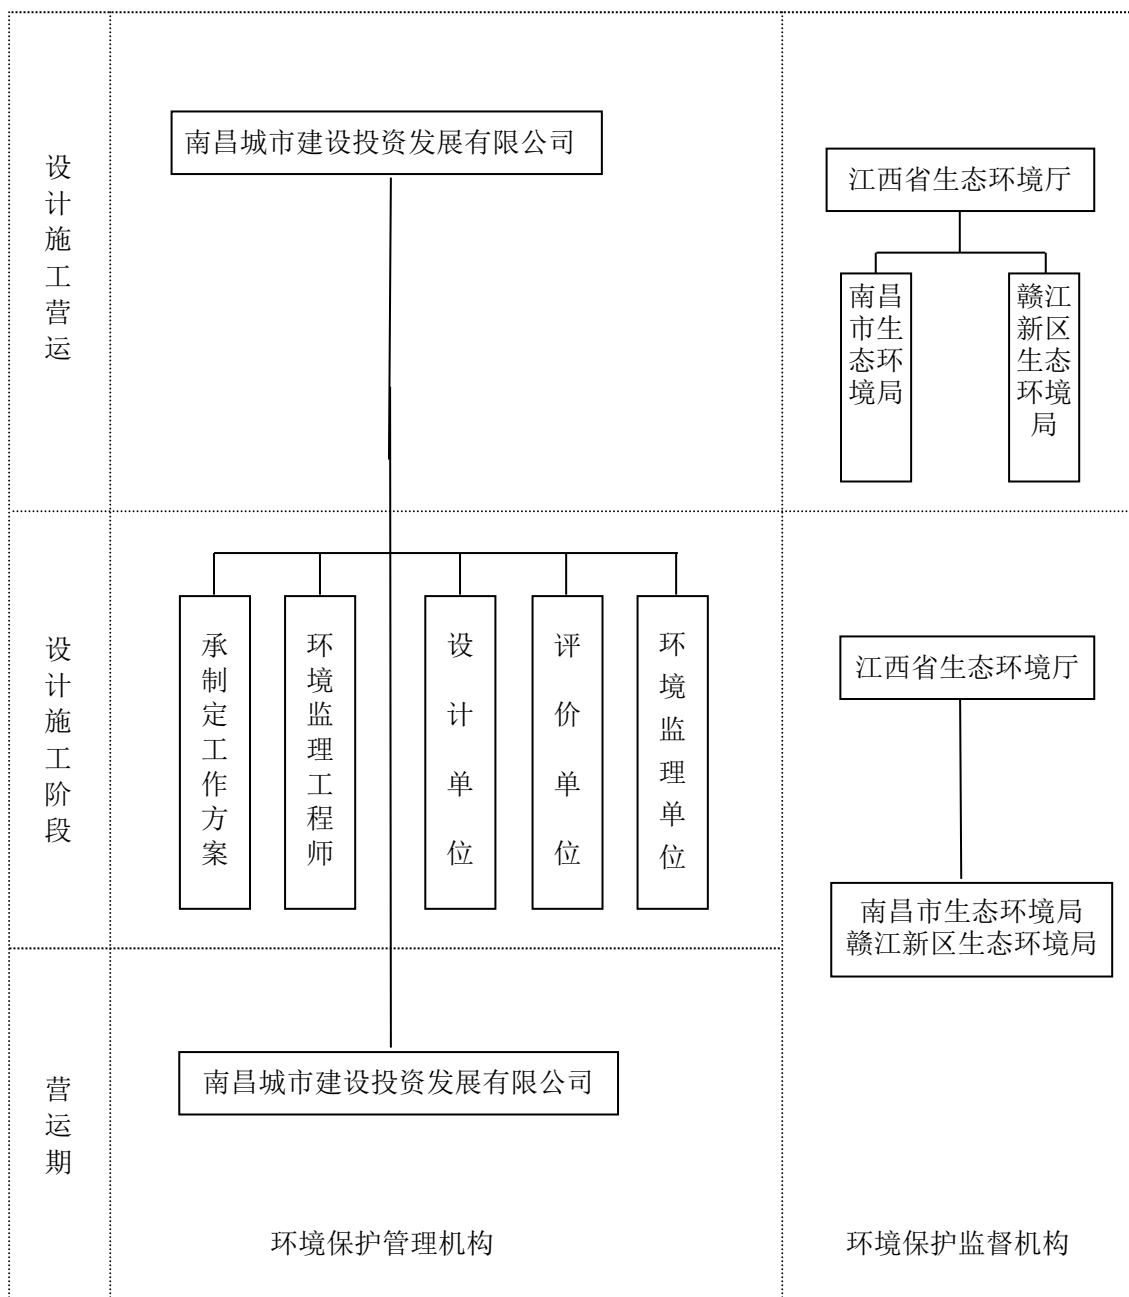 设计施工营运
南昌城市建设投资发展有限公司
江西省生态环境厅
南昌
市生
态环
境局
赣江
新区
生态
环境
局
设计施工阶段
承制定工作方案
环境监理工程师
设计单位
评价单位
环境监理单位
江西省生态环境厅
南昌市生态环境局
赣江新区生态环境局
营运期
南昌城市建设投资发展有限公司
环境保护管理机构
环境保护监督机构